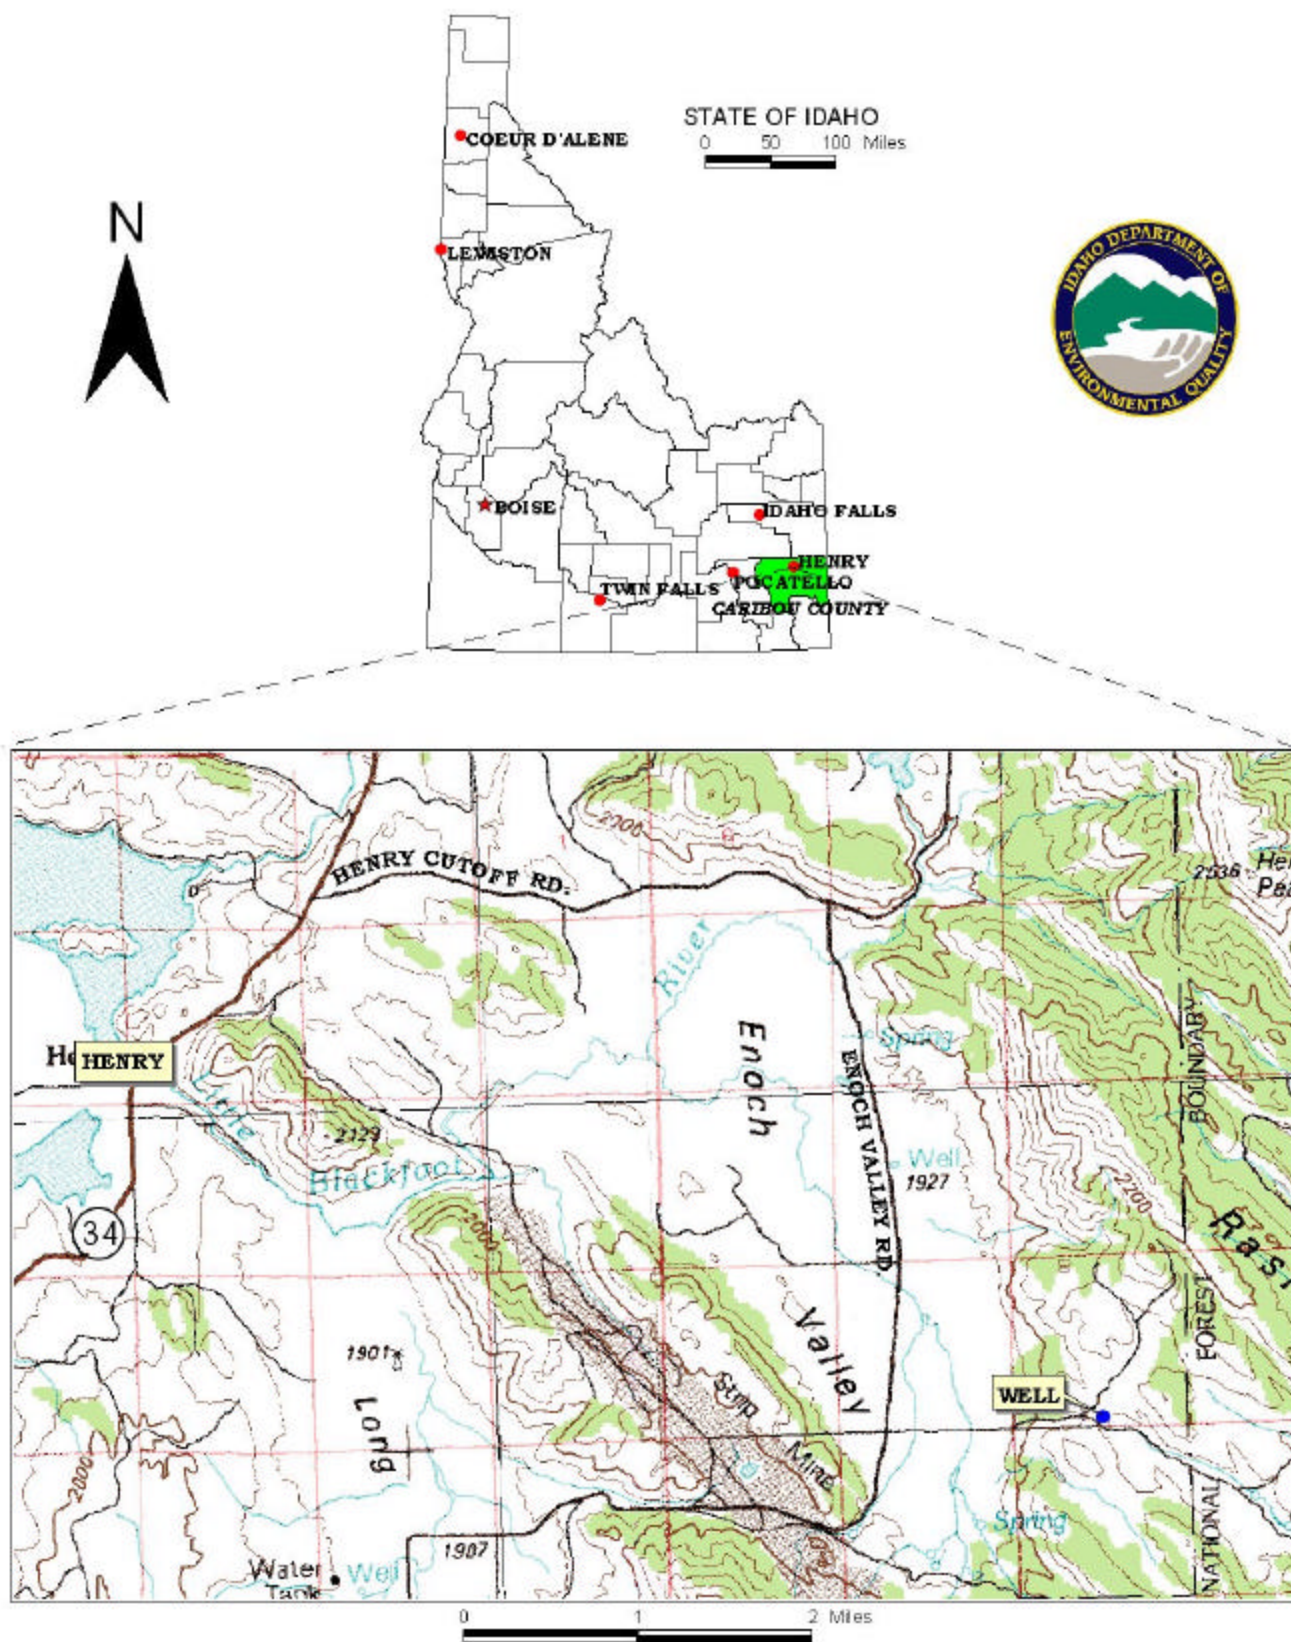 STATE OF IDAHO
0 50 100 Miles
COEUR D'ALENE
N
IDAHO DEPARTMENT OF
ENVIRONMENTAL QUALITY
LEWISTON
BOISE
IDAHO FALLS
HENRY
POCATELLO
TWIN FALLS
CARIBOU COUNTY
HENRY CUTOFF RD.
2000
2536
River
Enoch
Spring
BOUNDARY
HENRY
ENOCH VALLEY RD
Little
2129
Blackfoot
Well
1927
2200
34
2000
FOREST
Valley
1901
Strip
Mine
WELL
Long
2000
Spring
NATIONAL
1987
Water
Tank
Well
0 1 2 Miles